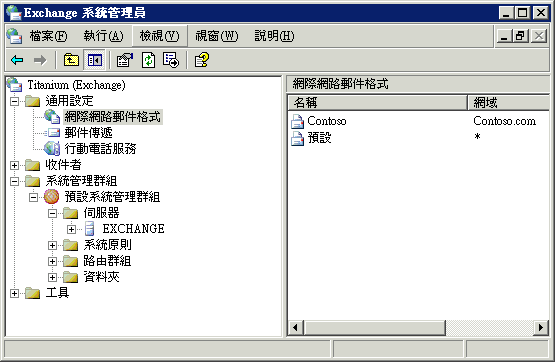 Exchange 系統管理員
檔案(F) 執行(A) 檢視(V) 視窗(W) 說明(H)
Titanium (Exchange)
通用設定
網際網路郵件格式
郵件傳遞
行動電話服務
收件者
系統管理群組
預設系統管理群組
伺服器
EXCHANGE
系統原則
路由群組
資料夾
工具
網際網路郵件格式
名稱 網域
Contoso Contoso.com
預設 *